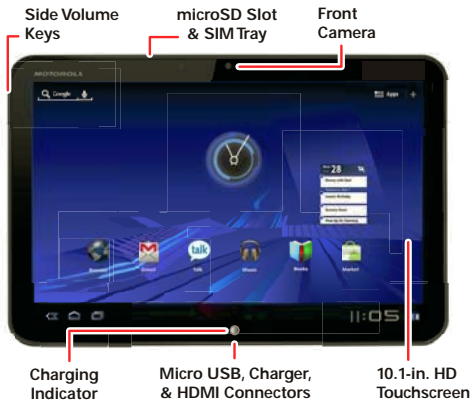 Side Volume
Keys
microSD Slot
& SIM Tray
Front
Camera
MOTOROLA
Google
Apps
28
Browser
Gmail
talk
Talk
Music
Books
Market
11:05
Charging
Indicator
Micro USB, Charger,
& HDMI Connectors
10.1-in. HD
Touchscreen